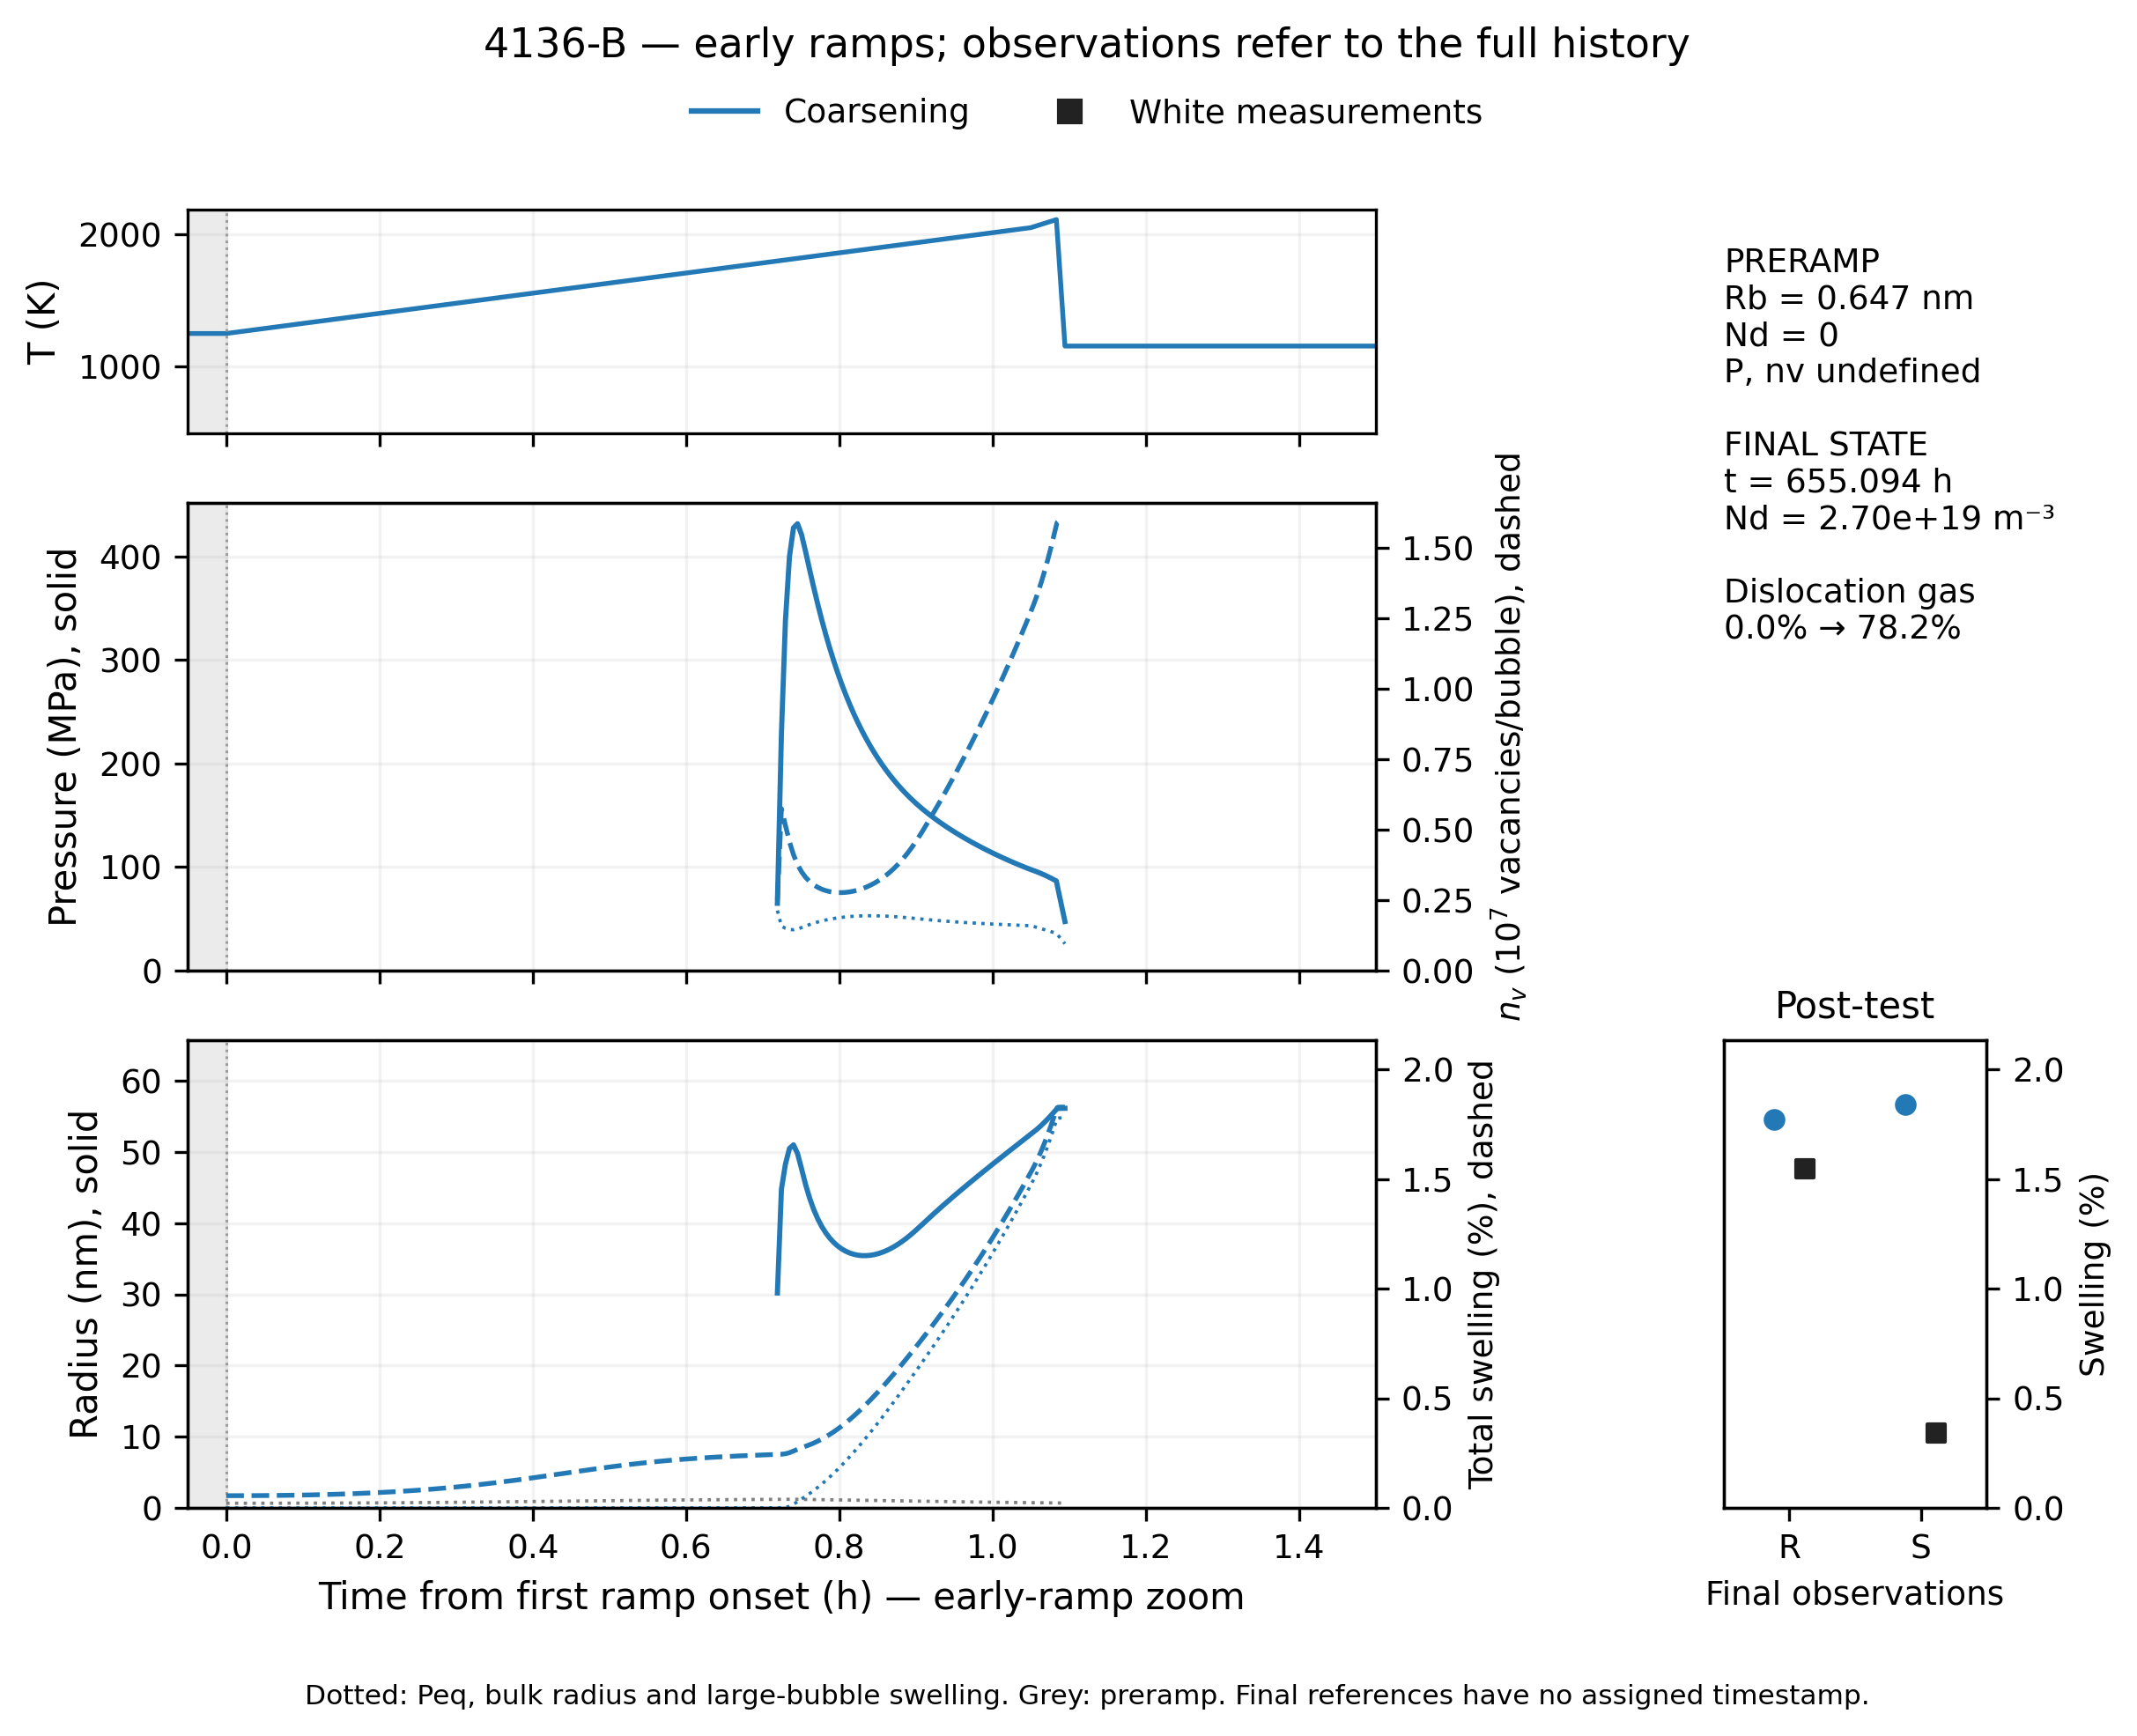 4136-B — early ramps; observations refer to the full history
Coarsening
White measurements
T (K)
2000
1000
PRERAMP
Rb = 0.647 nm
Nd = 0
P, nv undefined
FINAL STATE
t = 655.094 h
Nd = 2.70e+19 m⁻³
Dislocation gas
0.0% → 78.2%
Pressure (MPa), solid
400
300
200
100
0
1.50
1.25
1.00
0.75
0.50
0.25
0.00
nᵥ (10⁷ vacancies/bubble), dashed
Radius (nm), solid
60
50
40
30
20
10
0
2.0
1.5
1.0
0.5
0.0
Total swelling (%), dashed
0.0 0.2 0.4 0.6 0.8 1.0 1.2 1.4
Time from first ramp onset (h) — early-ramp zoom
Post-test
2.0
1.5
1.0
0.5
0.0
Swelling (%)
R S
Final observations
Dotted: Peq, bulk radius and large-bubble swelling. Grey: preramp. Final references have no assigned timestamp.